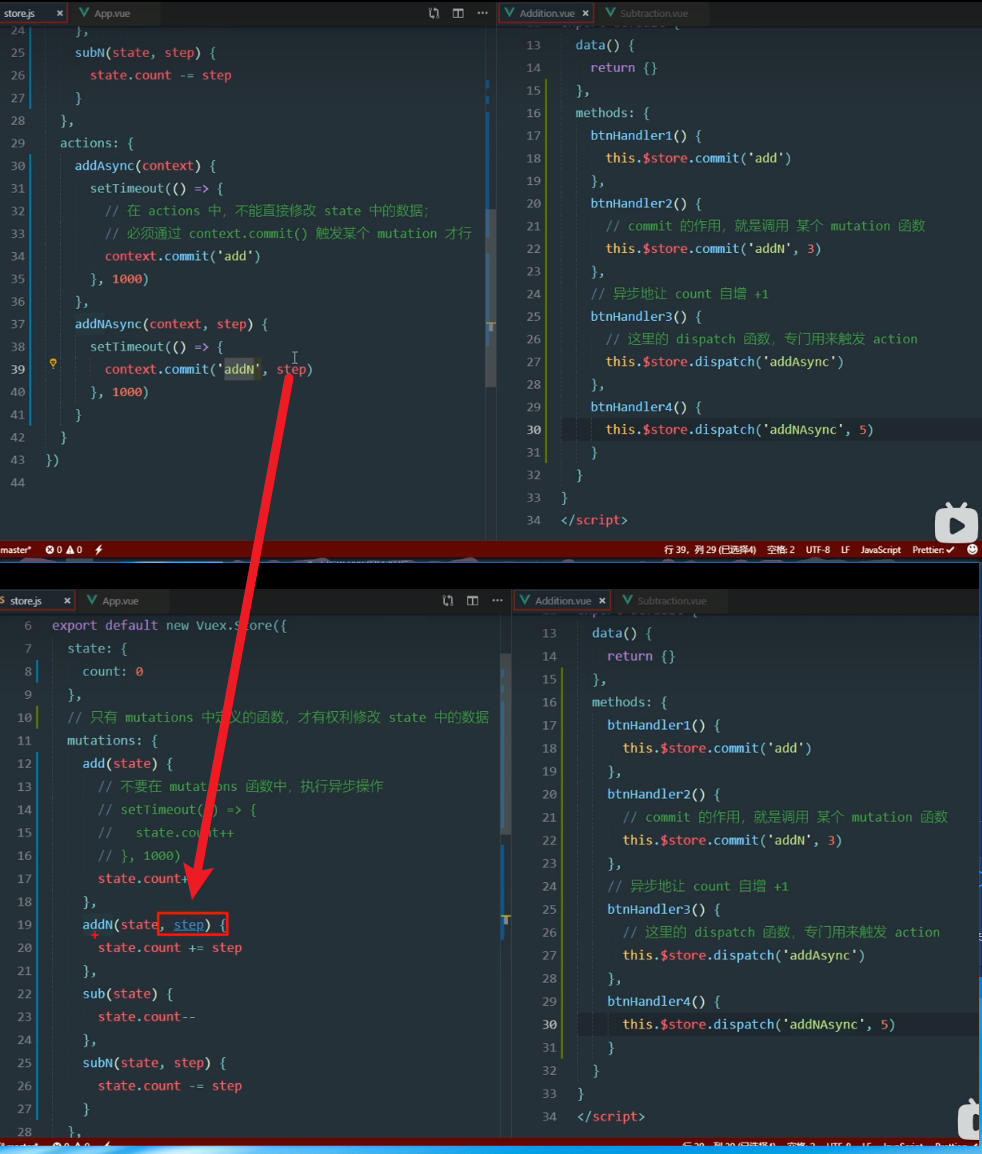 store.js × App.vue ···
24 },
25 subN(state, step) {
26 state.count -= step
27 }
28 },
29 actions: {
30 addAsync(context) {
31 setTimeout(() => {
32 // 在 actions 中，不能直接修改 state 中的数据；
33 // 必须通过 context.commit() 触发某个 mutation 才行
34 context.commit('add')
35 }, 1000)
36 },
37 addNAsync(context, step) {
38 setTimeout(() => {
39 context.commit('addN', step)
40 }, 1000)
41 }
42 }
43 })
44
Addition.vue × Subtraction.vue
13 data() {
14 return {}
15 },
16 methods: {
17 btnHandler1() {
18 this.$store.commit('add')
19 },
20 btnHandler2() {
21 // commit 的作用，就是调用 某个 mutation 函数
22 this.$store.commit('addN', 3)
23 },
24 // 异步地让 count 自增 +1
25 btnHandler3() {
26 // 这里的 dispatch 函数，专门用来触发 action
27 this.$store.dispatch('addAsync')
28 },
29 btnHandler4() {
30 this.$store.dispatch('addNAsync', 5)
31 }
32 }
33 }
34 </script>
master* 0 0 行 39，列 29 (已选择4) 空格: 2 UTF-8 LF JavaScript Prettier: ✓
store.js × App.vue ···
6 export default new Vuex.Store({
7 state: {
8 count: 0
9 },
10 // 只有 mutations 中定义的函数，才有权利修改 state 中的数据
11 mutations: {
12 add(state) {
13 // 不要在 mutations 函数中，执行异步操作
14 // setTimeout(() => {
15 // state.count++
16 // }, 1000)
17 state.count+
18 },
19 addN(state, step) {
20 state.count += step
21 },
22 sub(state) {
23 state.count--
24 },
25 subN(state, step) {
26 state.count -= step
27 }
28 },
Addition.vue × Subtraction.vue
13 data() {
14 return {}
15 },
16 methods: {
17 btnHandler1() {
18 this.$store.commit('add')
19 },
20 btnHandler2() {
21 // commit 的作用，就是调用 某个 mutation 函数
22 this.$store.commit('addN', 3)
23 },
24 // 异步地让 count 自增 +1
25 btnHandler3() {
26 // 这里的 dispatch 函数，专门用来触发 action
27 this.$store.dispatch('addAsync')
28 },
29 btnHandler4() {
30 this.$store.dispatch('addNAsync', 5)
31 }
32 }
33 }
34 </script>